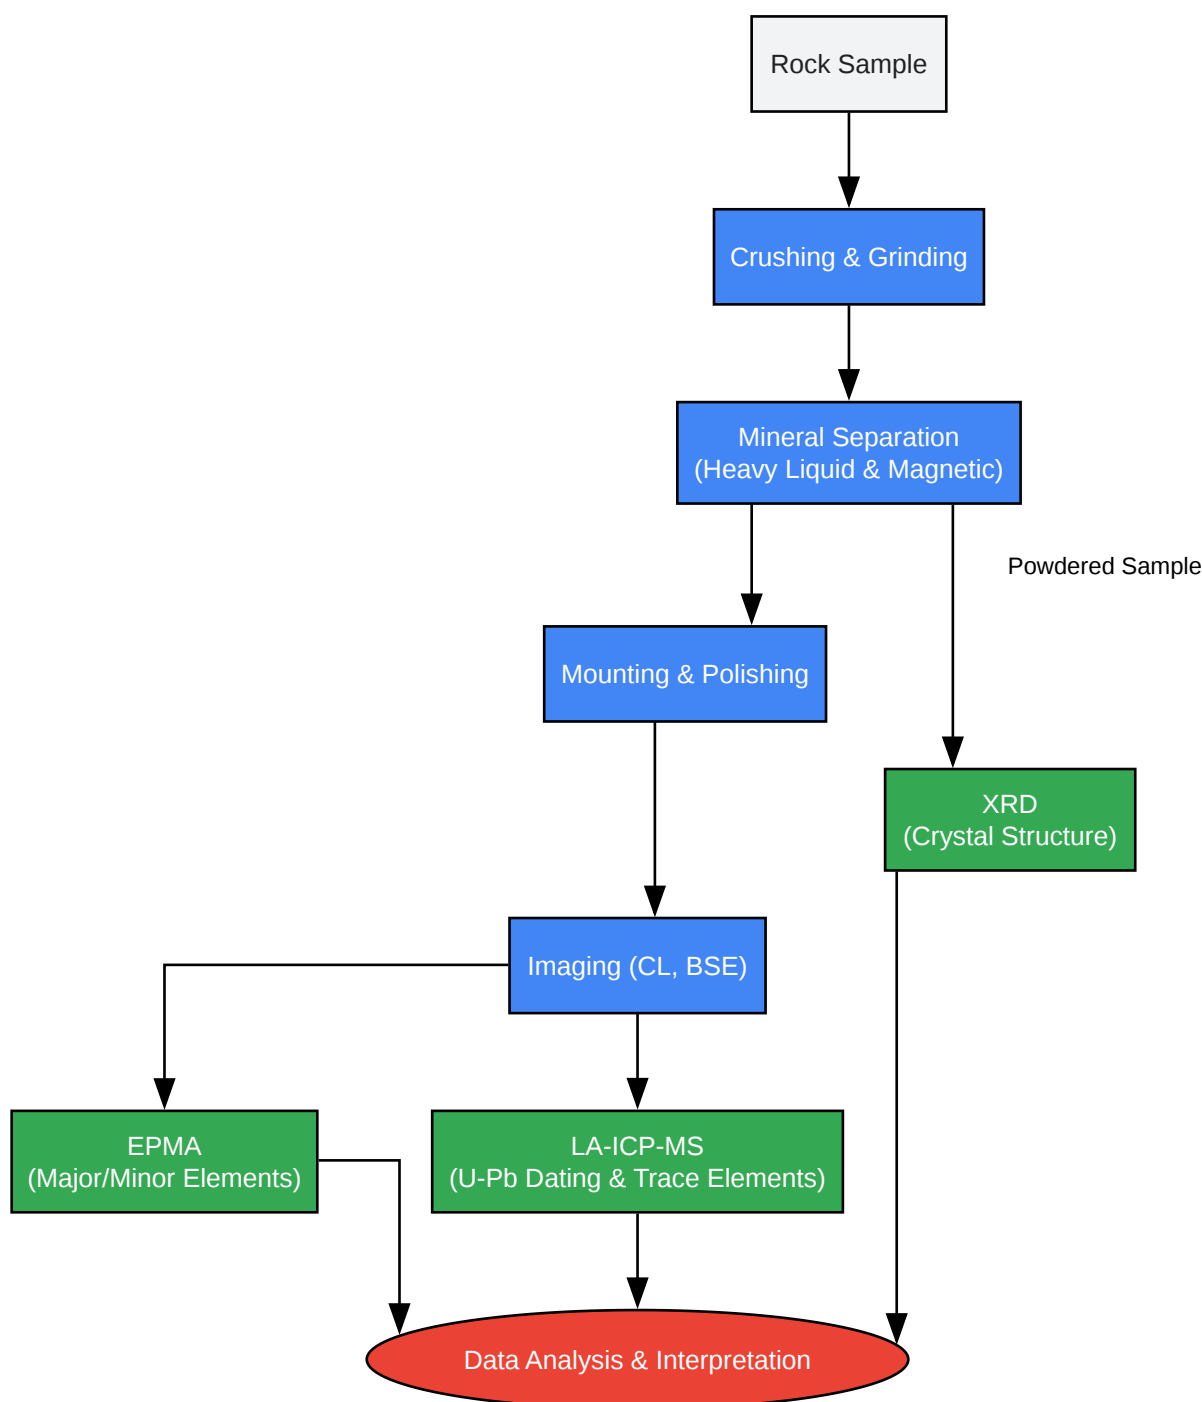 Rock Sample
Crushing & Grinding
Mineral Separation
(Heavy Liquid & Magnetic)
Powdered Sample
Mounting & Polishing
XRD
(Crystal Structure)
Imaging (CL, BSE)
EPMA
(Major/Minor Elements)
LA-ICP-MS
(U-Pb Dating & Trace Elements)
Data Analysis & Interpretation